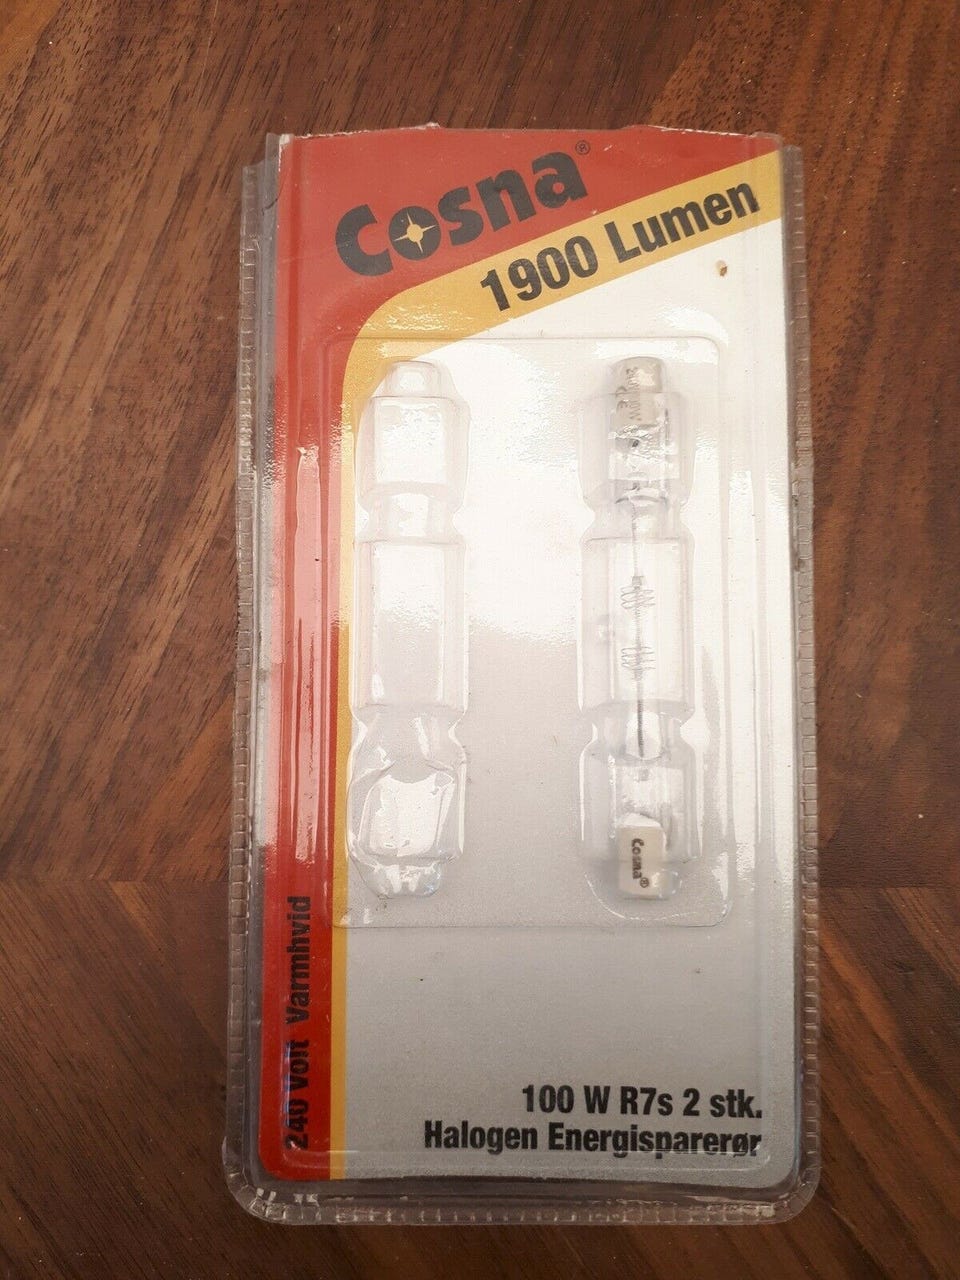 Cosna®
1900 Lumen
Cosna®
240 Volt Varmhvid
100 W R7s 2 stk.
Halogen Energisparerør